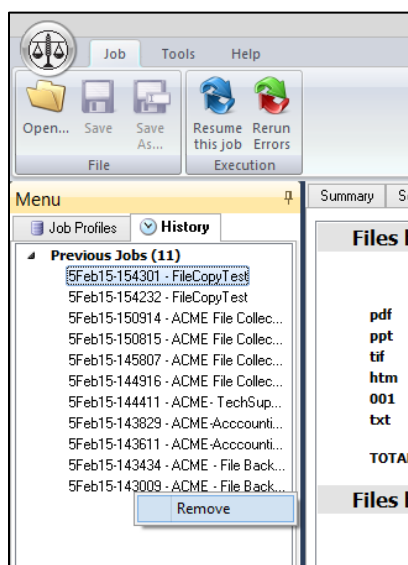 Job Tools Help
Open... Save Save As... Resume this job Rerun Errors
File Execution
Menu
Summary S
Job Profiles History
Previous Jobs (11)
5Feb15-154301 - FileCopyTest
5Feb15-154232 - FileCopyTest
5Feb15-150914 - ACME File Collec...
5Feb15-150815 - ACME File Collec...
5Feb15-145807 - ACME File Collec...
5Feb15-144916 - ACME File Collec...
5Feb15-144411 - ACME- TechSup...
5Feb15-143829 - ACME-Acccounti...
5Feb15-143611 - ACME-Acccounti...
5Feb15-143434 - ACME - File Back...
5Feb15-143009 - ACME - File Back...
Remove
Files
pdf
ppt
tif
htm
001
txt
TOTA
Files